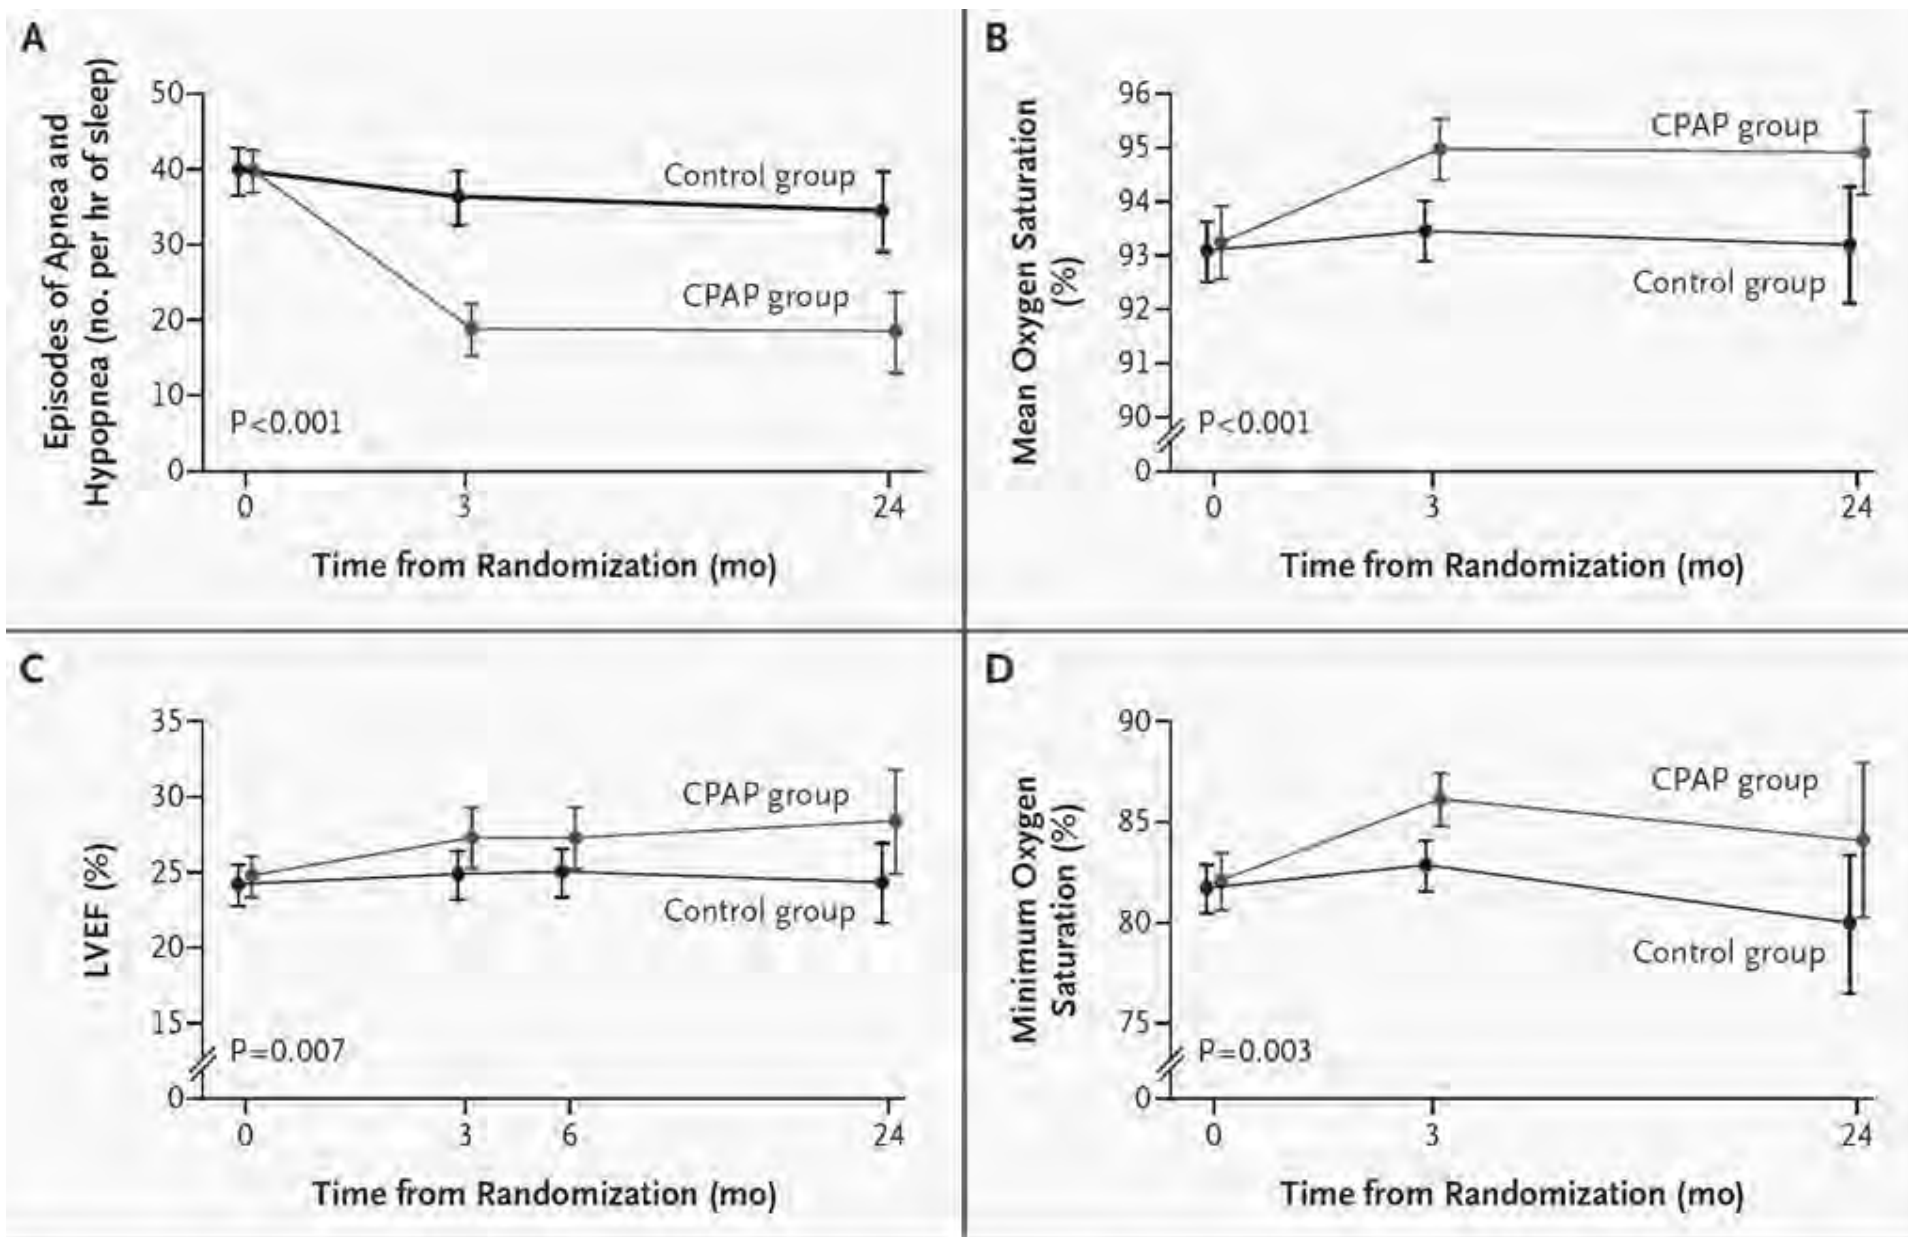 A
Episodes of Apnea and
Hypopnea (no. per hr of sleep)
50
40
30
20
10
0
Control group
CPAP group
P<0.001
0 3 24
Time from Randomization (mo)
B
Mean Oxygen Saturation
(%)
96
95
94
93
92
91
90
0
CPAP group
Control group
P<0.001
0 3 24
Time from Randomization (mo)
C
LVEF (%)
35
30
25
20
15
0
CPAP group
Control group
P=0.007
0 3 6 24
Time from Randomization (mo)
D
Minimum Oxygen
Saturation (%)
90
85
80
75
0
CPAP group
Control group
P=0.003
0 3 24
Time from Randomization (mo)